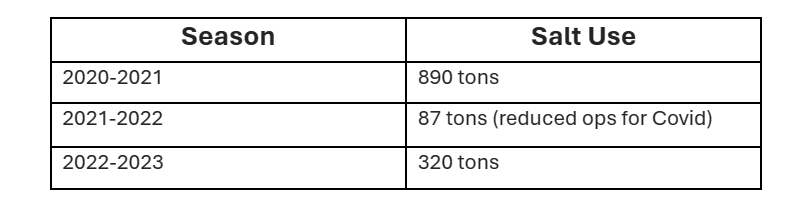 Season Salt Use
2020-2021 890 tons
2021-2022 87 tons (reduced ops for Covid)
2022-2023 320 tons